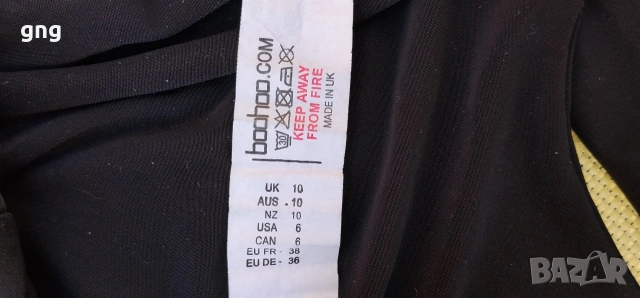 gng
boohoo.COM
30
KEEP AWAY
FROM FIRE
MADE IN UK
UK 10
AUS - 10
NZ 10
USA 6
CAN 6
EU FR - 38
EU DE - 36
BAZAR